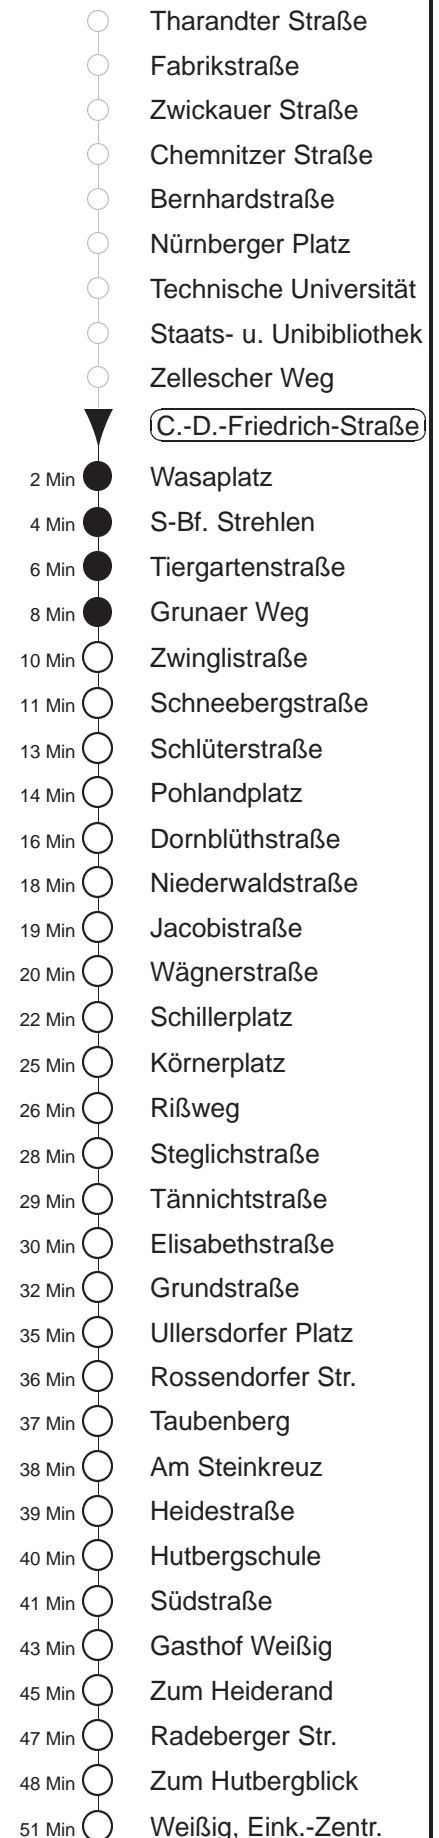 Tharandter Straße
Fabrikstraße
Zwickauer Straße
Chemnitzer Straße
Bernhardstraße
Nürnberger Platz
Technische Universität
Staats- u. Unibibliothek
Zellescher Weg
C.-D.-Friedrich-Straße
2 Min Wasaplatz
4 Min S-Bf. Strehlen
6 Min Tiergartenstraße
8 Min Grunaer Weg
10 Min Zwinglistraße
11 Min Schneebergstraße
13 Min Schlüterstraße
14 Min Pohlandplatz
16 Min Dornblüthstraße
18 Min Niederwaldstraße
19 Min Jacobistraße
20 Min Wägnerstraße
22 Min Schillerplatz
25 Min Körnerplatz
26 Min Rißweg
28 Min Steglichstraße
29 Min Tännichtstraße
30 Min Elisabethstraße
32 Min Grundstraße
35 Min Ullersdorfer Platz
36 Min Rossendorfer Str.
37 Min Taubenberg
38 Min Am Steinkreuz
39 Min Heidestraße
40 Min Hutbergschule
41 Min Südstraße
43 Min Gasthof Weißig
45 Min Zum Heiderand
47 Min Radeberger Str.
48 Min Zum Hutbergblick
51 Min Weißig, Eink.-Zentr.